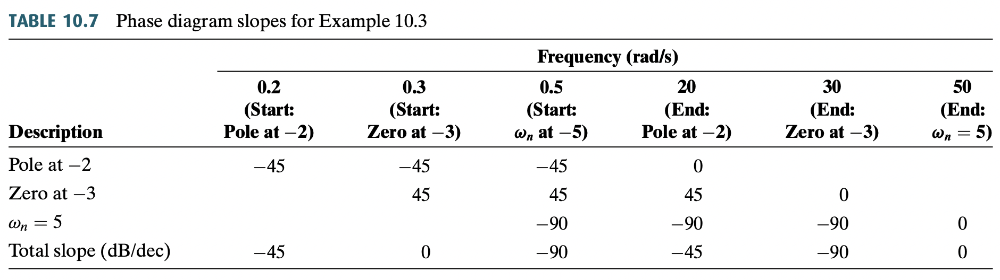 TABLE 10.7 Phase diagram slopes for Example 10.3
Frequency (rad/s)
0.2 0.3 0.5 20 30 50
(Start: (Start: (Start: (End: (End: (End:
Description Pole at −2) Zero at −3) ωn at −5) Pole at −2) Zero at −3) ωn = 5)
Pole at −2 −45 −45 −45 0
Zero at −3 45 45 45 0
ωn = 5 −90 −90 −90 0
Total slope (dB/dec) −45 0 −90 −45 −90 0